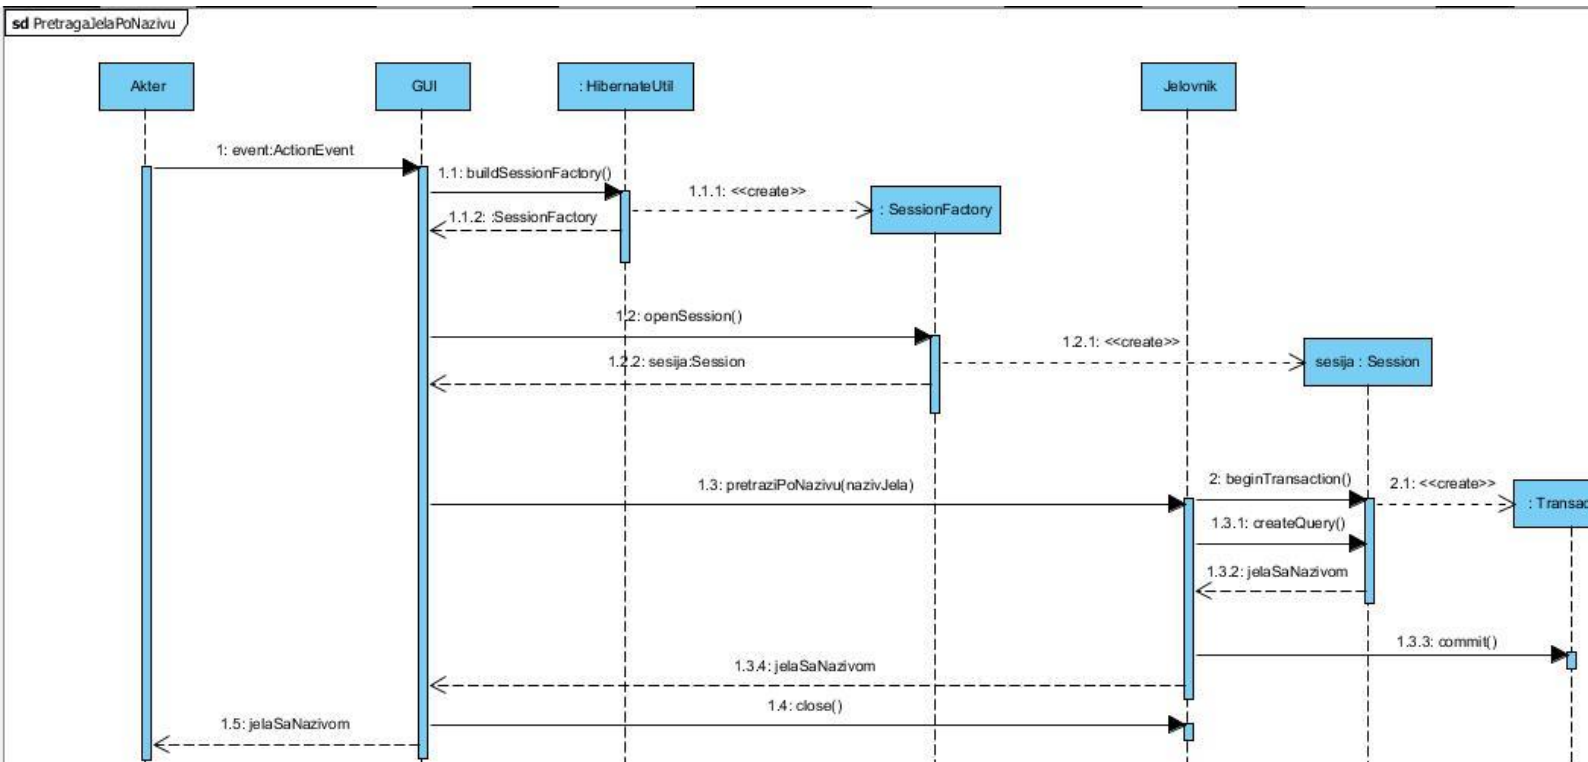 sd PretragaJelaPoNazivu
Akter
GUI
: HibernateUtil
Jelovnik
1: event:ActionEvent
1.1: buildSessionFactory()
1.1.1: <<create>>
: SessionFactory
1.1.2: :SessionFactory
1.2: openSession()
1.2.1: <<create>>
sesija : Session
1.2.2: sesija:Session
1.3: pretraziPoNazivu(nazivJela)
2: beginTransaction()
2.1: <<create>>
: Transac
1.3.1: createQuery()
1.3.2: jelaSaNazivom
1.3.3: commit()
1.3.4: jelaSaNazivom
1.4: close()
1.5: jelaSaNazivom